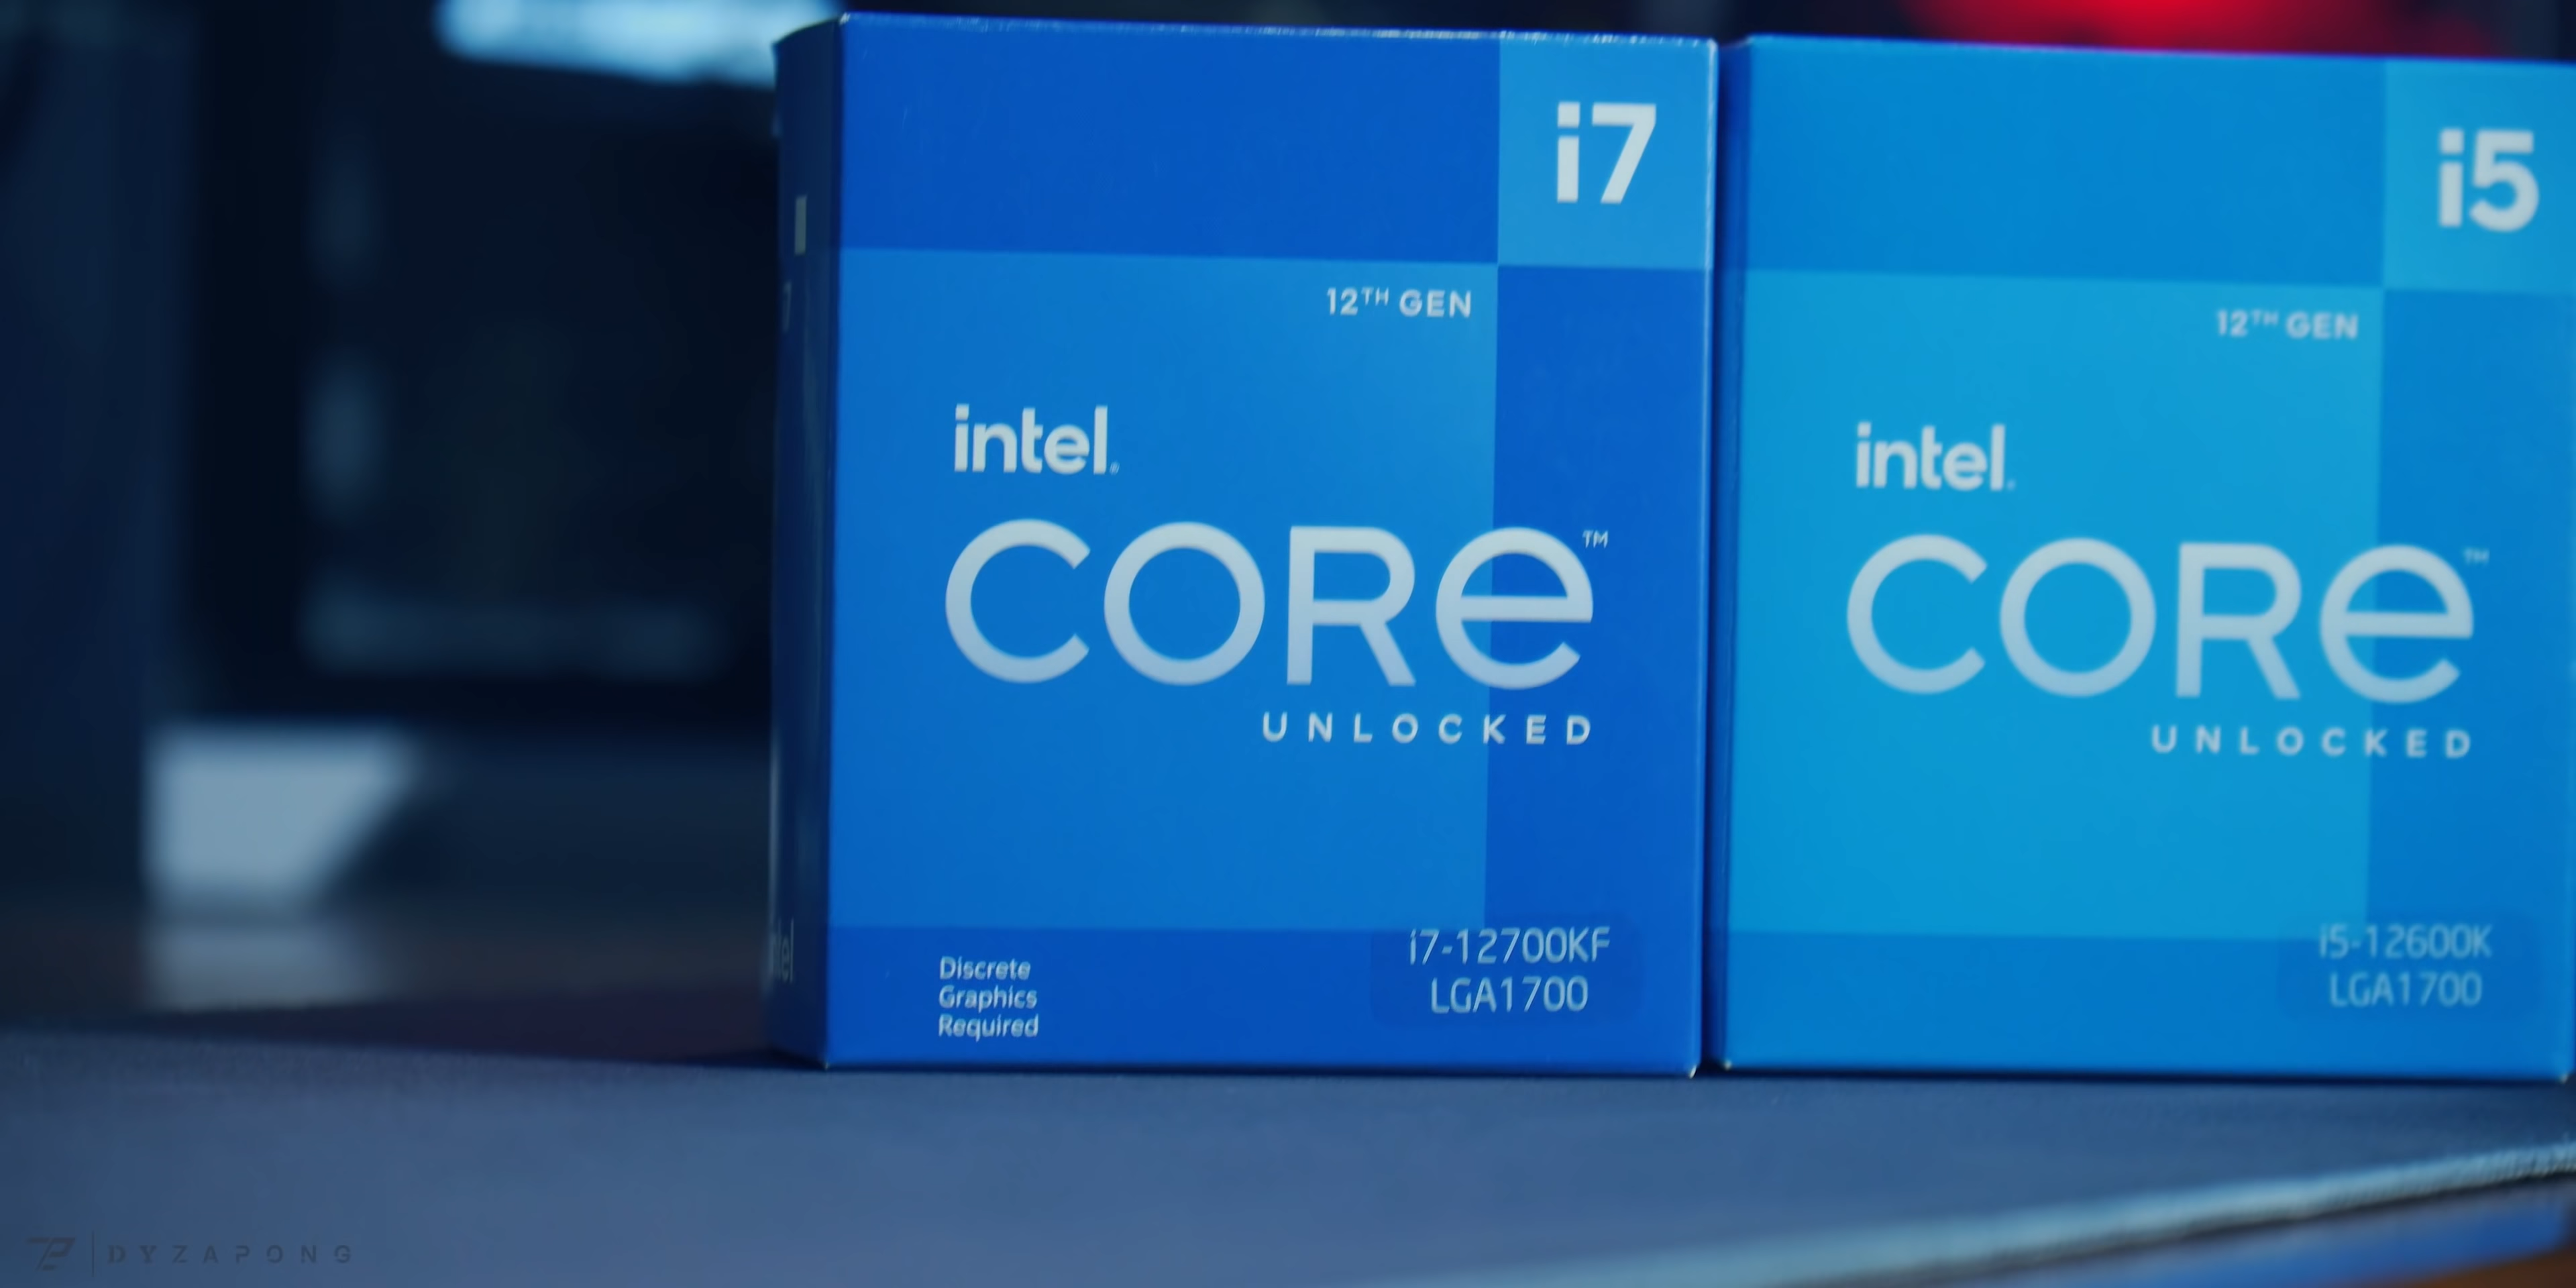 i7
12TH GEN
intel.
CORe™
UNLOCKED
Discrete
Graphics
Required
i7-12700KF
LGA1700
i5
12TH GEN
intel.
CORe™
UNLOCKED
i5-12600K
LGA1700
DYZAPONG